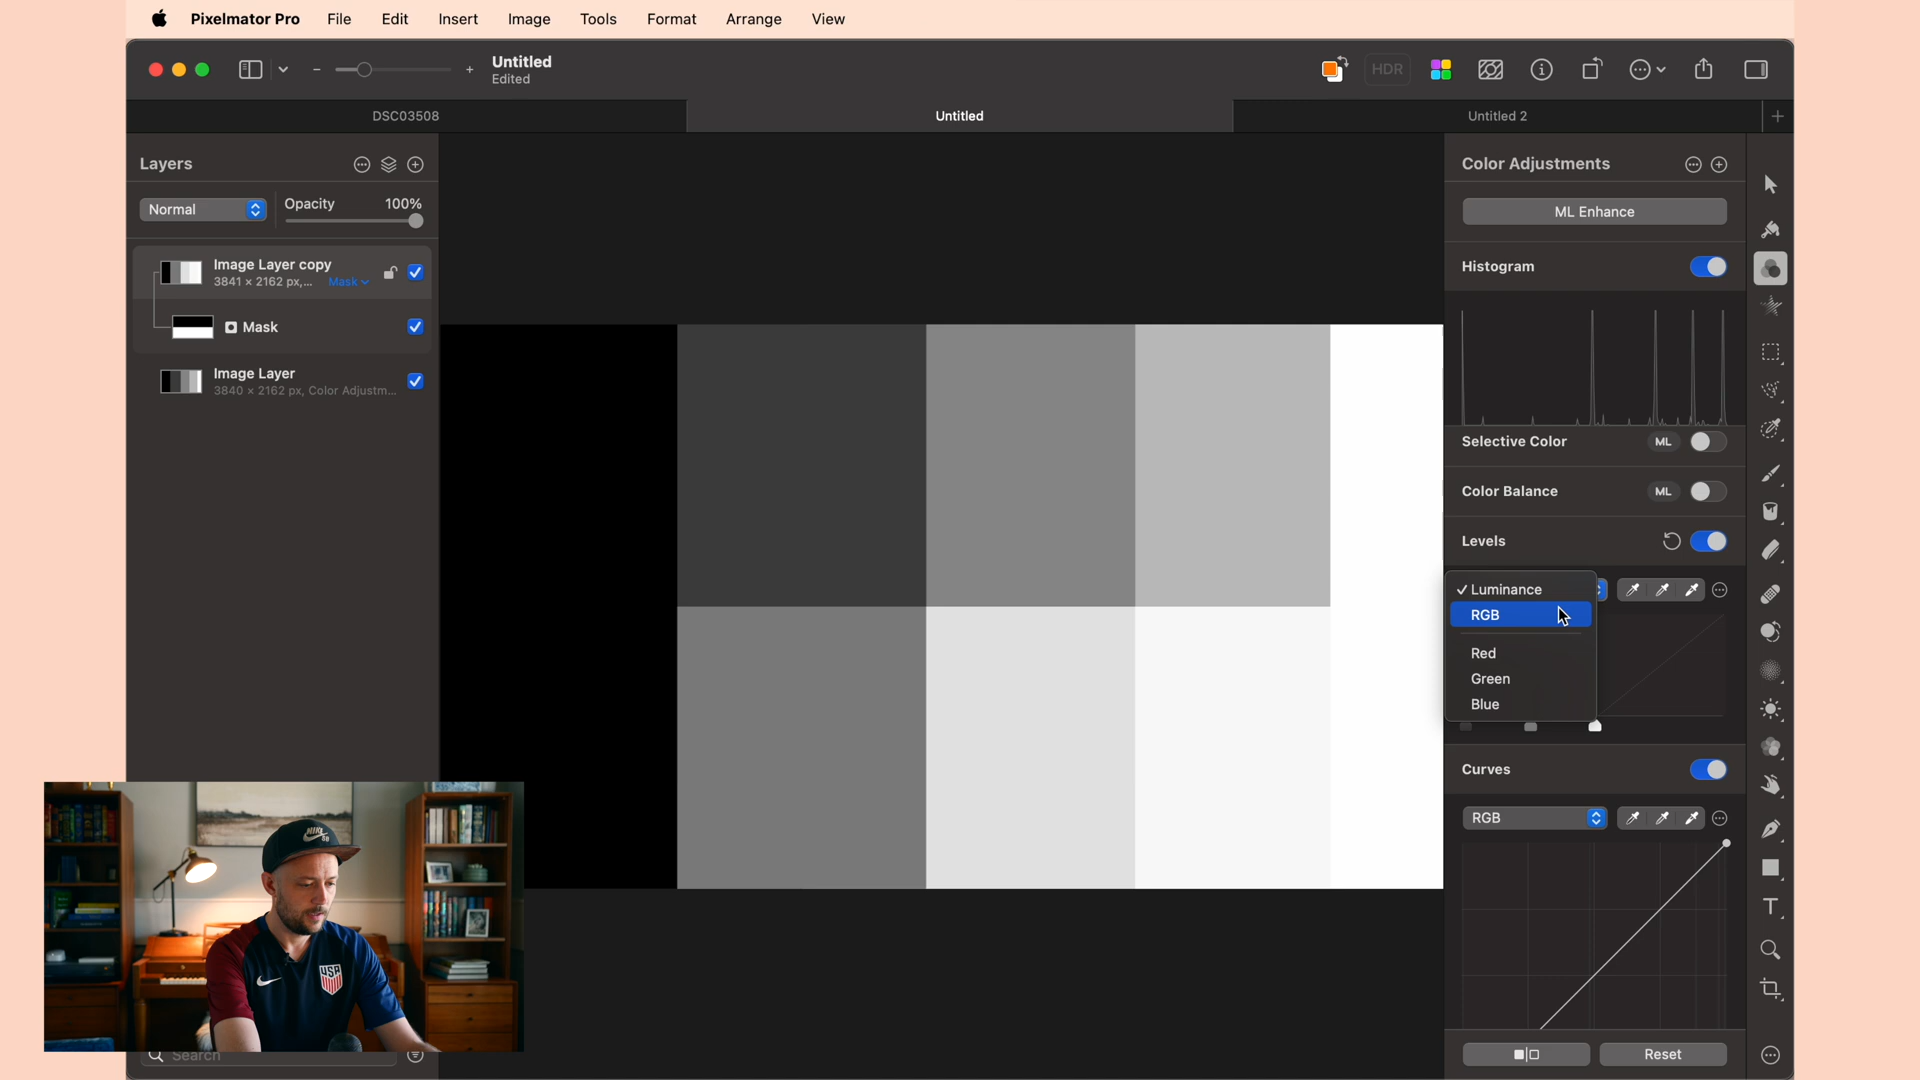 Pixelmator Pro File Edit Insert Image Tools Format Arrange View
Untitled
Edited
HDR
DSC03508 Untitled Untitled 2
Layers
Normal Opacity 100%
Image Layer copy
3841 × 2162 px,... Mask
Mask
Image Layer
3840 × 2162 px, Color Adjustm...
Search
Color Adjustments
ML Enhance
Histogram
Selective Color ML
Color Balance ML
Levels
✓ Luminance
RGB
Red
Green
Blue
Curves
RGB
Reset
NIKE
SB
USA